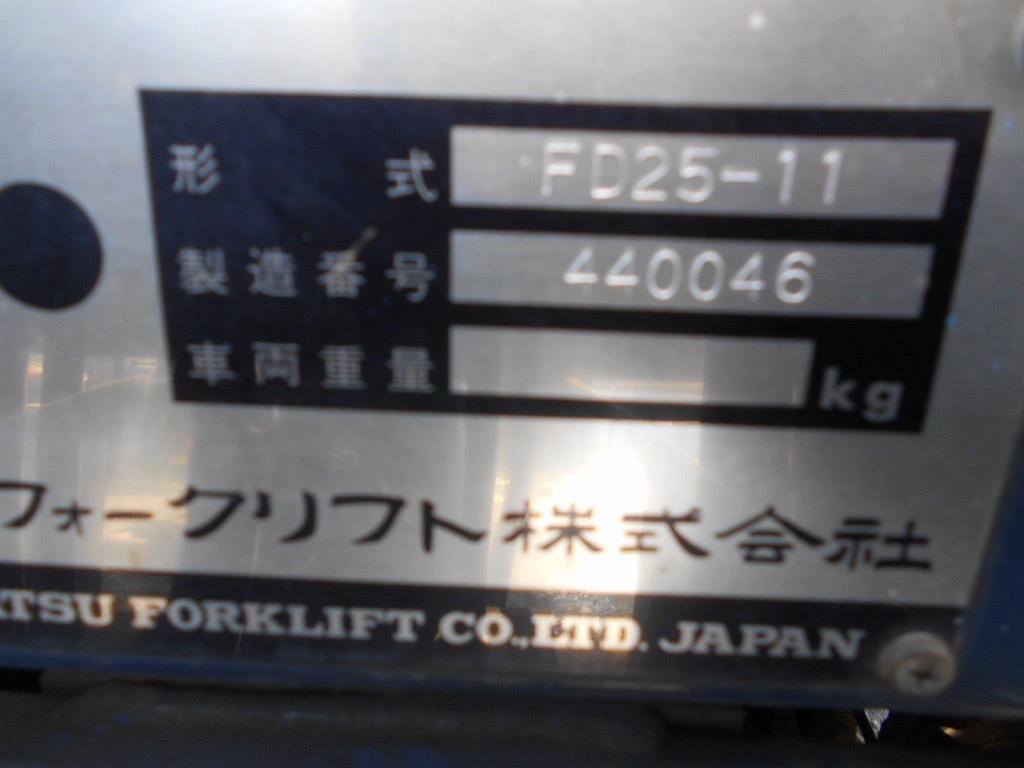 形式 FD25-11
製造番号 440046
車両重量 kg
フォークリフト株式会社
ATSU FORKLIFT CO.,LTD. JAPAN